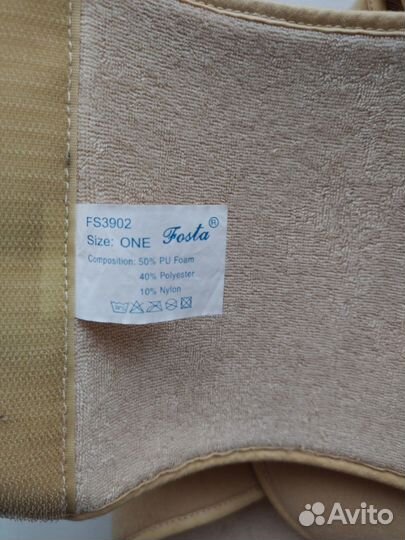 FS3902
Size: ONE Fosta®
Composition: 50% PU Foam
40% Polyester
10% Nylon
Avito